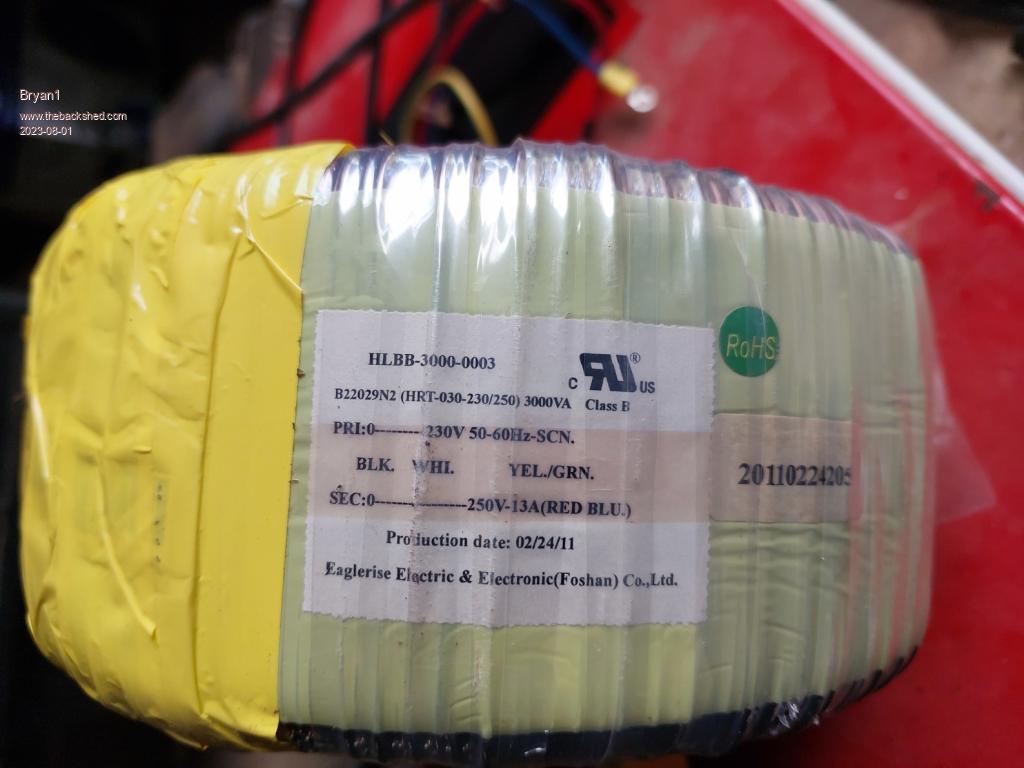 Bryan1
www.thebackshed.com
2023-08-01
HLBB-3000-0003
C RU® US
B22029N2 (HRT-030-230/250) 3000VA Class B
PRI:0--------230V 50-60Hz-SCN.
BLK. WHI. YEL./GRN.
SEC:0------------------250V-13A(RED BLU.)
Production date: 02/24/11
Eaglerise Electric & Electronic(Foshan) Co.,Ltd.
RoHS
20110224205